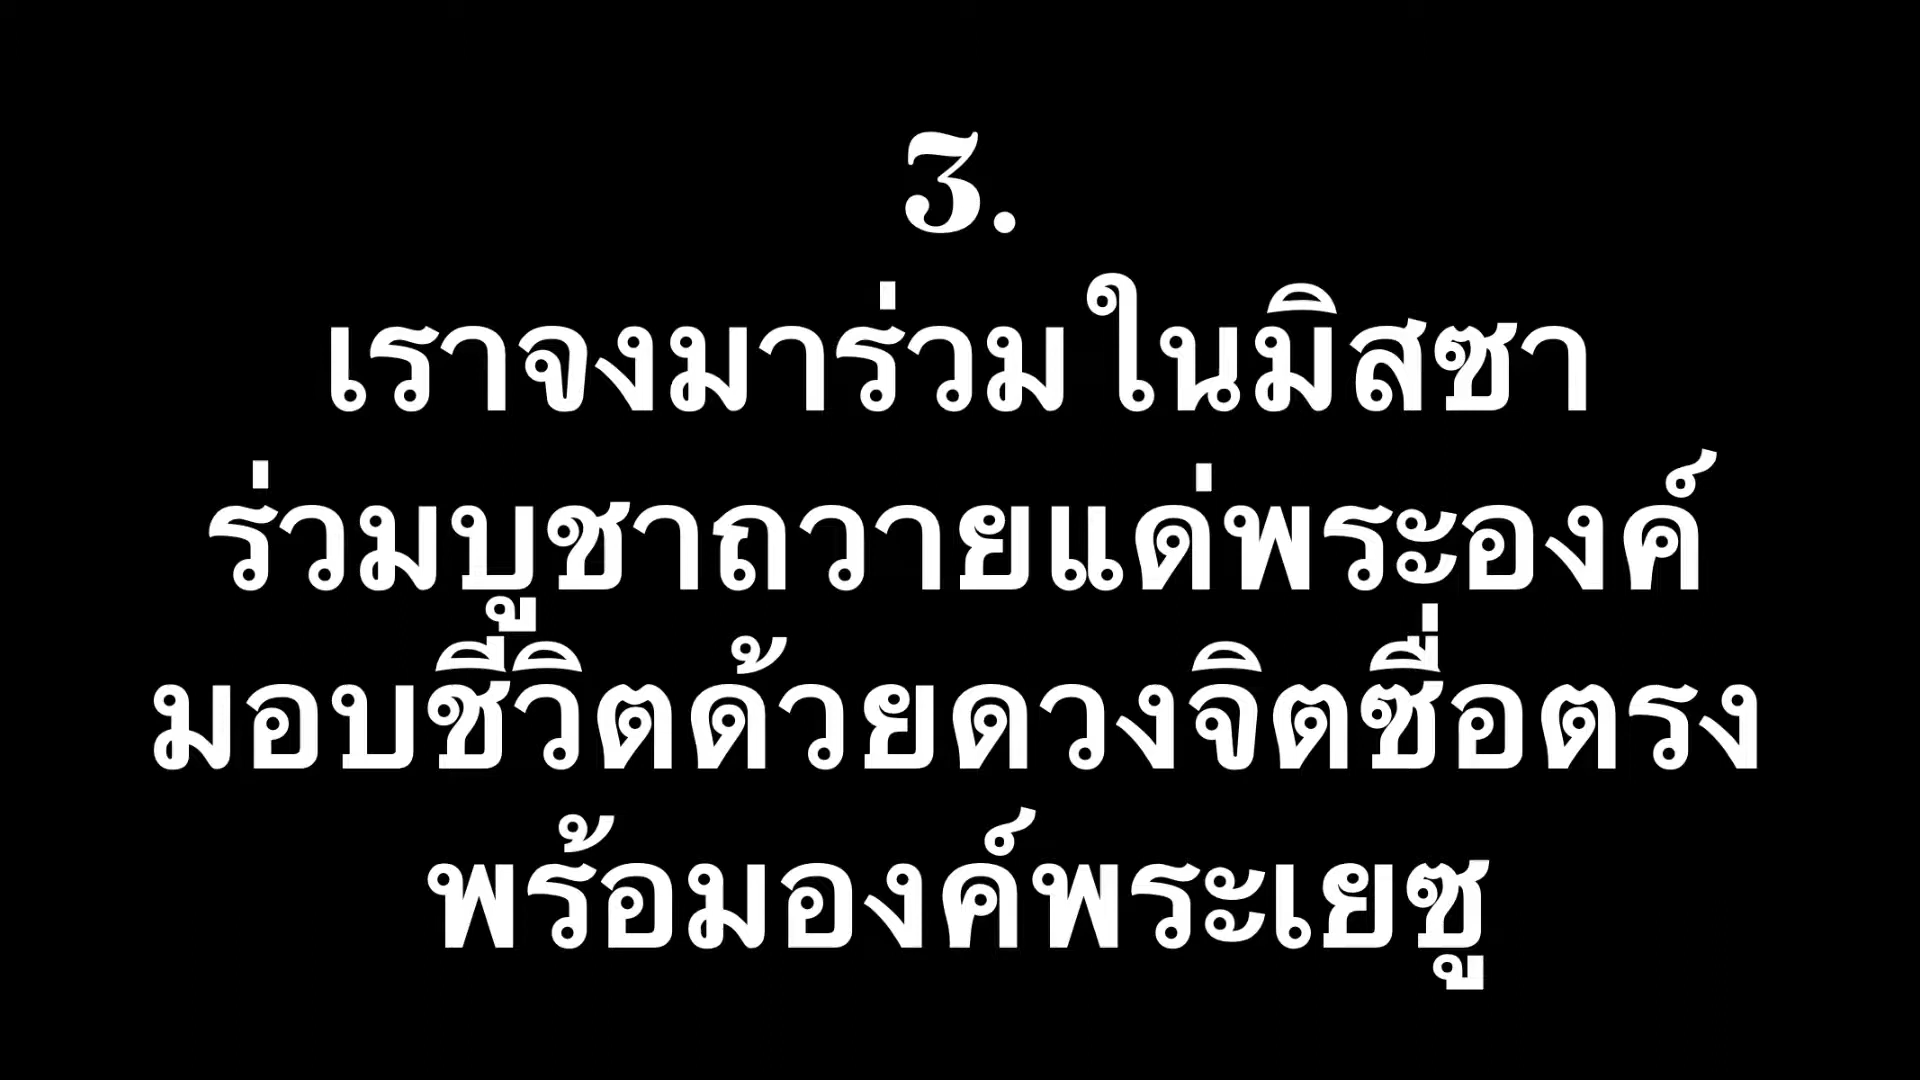 3.
เราจงมาร่วม ในมิสซา
ร่วมบูชาถวายแด่พระองค์
มอบชีวิตด้วยดวงจิตซื่อตรง
พร้อมองค์พระเยซู